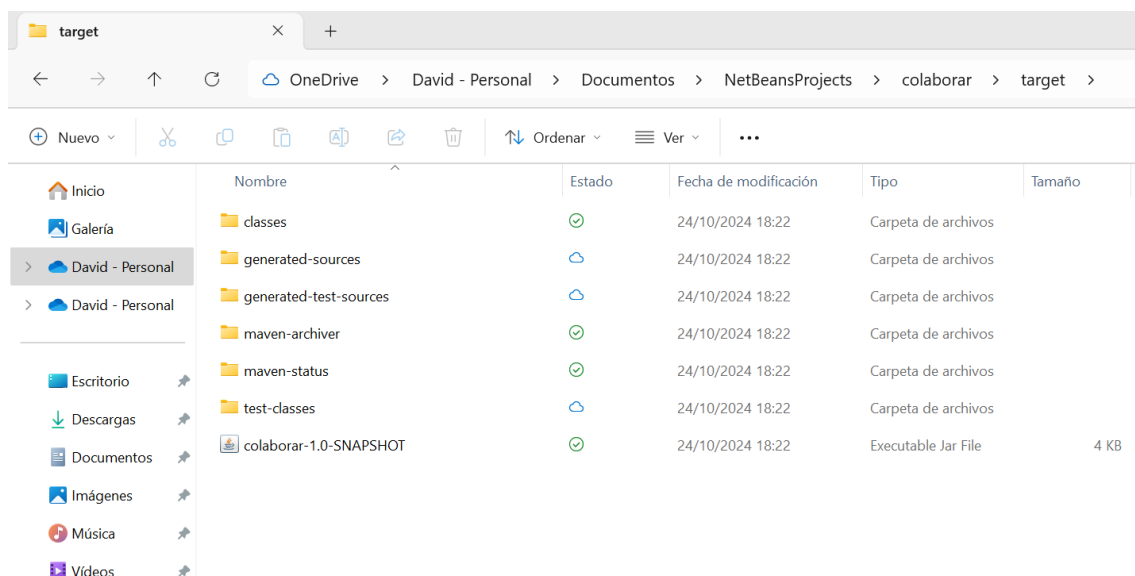 target
OneDrive > David - Personal > Documentos > NetBeansProjects > colaborar > target >
Nuevo Ordenar Ver
Inicio
Galería
David - Personal
David - Personal
Escritorio
Descargas
Documentos
Imágenes
Música
Vídeos
Nombre Estado Fecha de modificación Tipo Tamaño
classes 24/10/2024 18:22 Carpeta de archivos
generated-sources 24/10/2024 18:22 Carpeta de archivos
generated-test-sources 24/10/2024 18:22 Carpeta de archivos
maven-archiver 24/10/2024 18:22 Carpeta de archivos
maven-status 24/10/2024 18:22 Carpeta de archivos
test-classes 24/10/2024 18:22 Carpeta de archivos
colaborar-1.0-SNAPSHOT 24/10/2024 18:22 Executable Jar File 4 KB